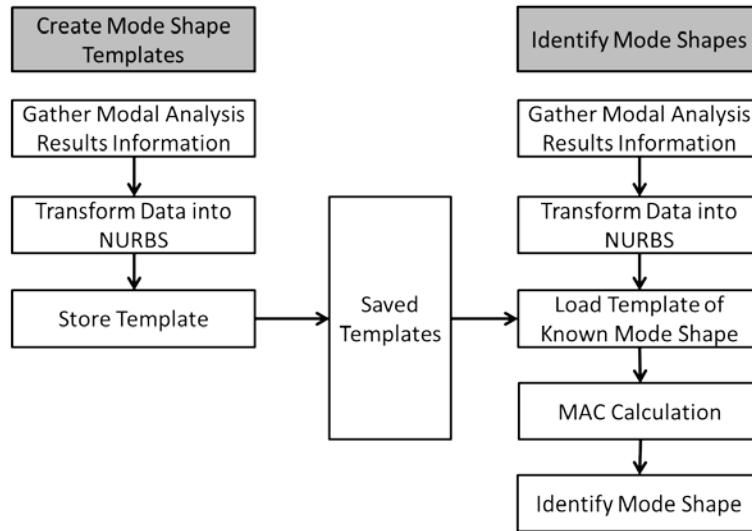 Create Mode Shape
Templates
Gather Modal Analysis
Results Information
Transform Data into
NURBS
Store Template
Saved
Templates
Identify Mode Shapes
Gather Modal Analysis
Results Information
Transform Data into
NURBS
Load Template of
Known Mode Shape
MAC Calculation
Identify Mode Shape